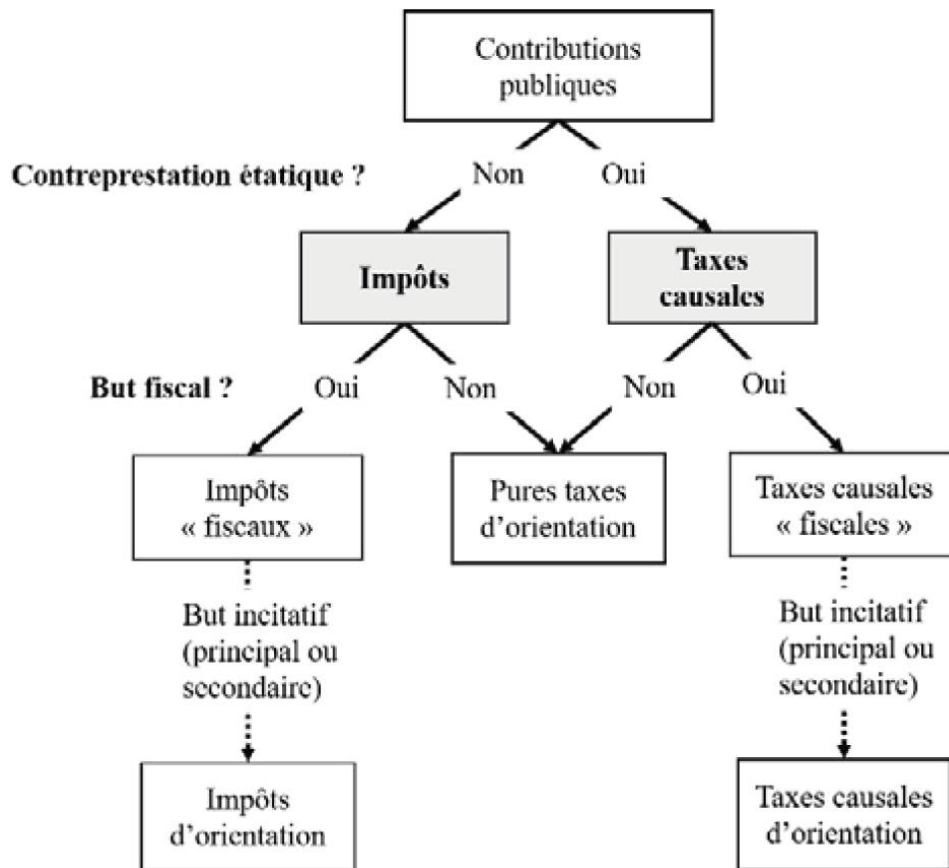 Contributions
publiques
Contreprestation étatique ?
Non
Oui
Impôts
Taxes
causales
But fiscal ?
Oui
Non
Non
Oui
Impôts
« fiscaux »
Pures taxes
d’orientation
Taxes causales
« fiscales »
But incitatif
(principal ou
secondaire)
But incitatif
(principal ou
secondaire)
Impôts
d’orientation
Taxes causales
d’orientation